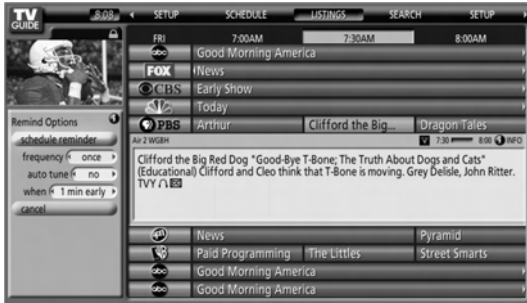 TV GUIDE
8:08
SETUP SCHEDULE LISTINGS SEARCH SETUP
FRI 7:00AM 7:30AM 8:00AM
abc Good Morning America
FOX News
CBS Early Show
Today
PBS Arthur Clifford the Big... Dragon Tales
Air 2 WGBH V 7:30 8:00 INFO
Clifford the Big Red Dog "Good-Bye T-Bone; The Truth About Dogs and Cats"
(Educational) Clifford and Cleo think that T-Bone is moving. Grey Delisle, John Ritter.
TVY
Remind Options
schedule reminder
frequency once
auto tune no
when 1 min early
cancel
News Pyramid
Paid Programming The Littles Street Smarts
abc Good Morning America
abc Good Morning America